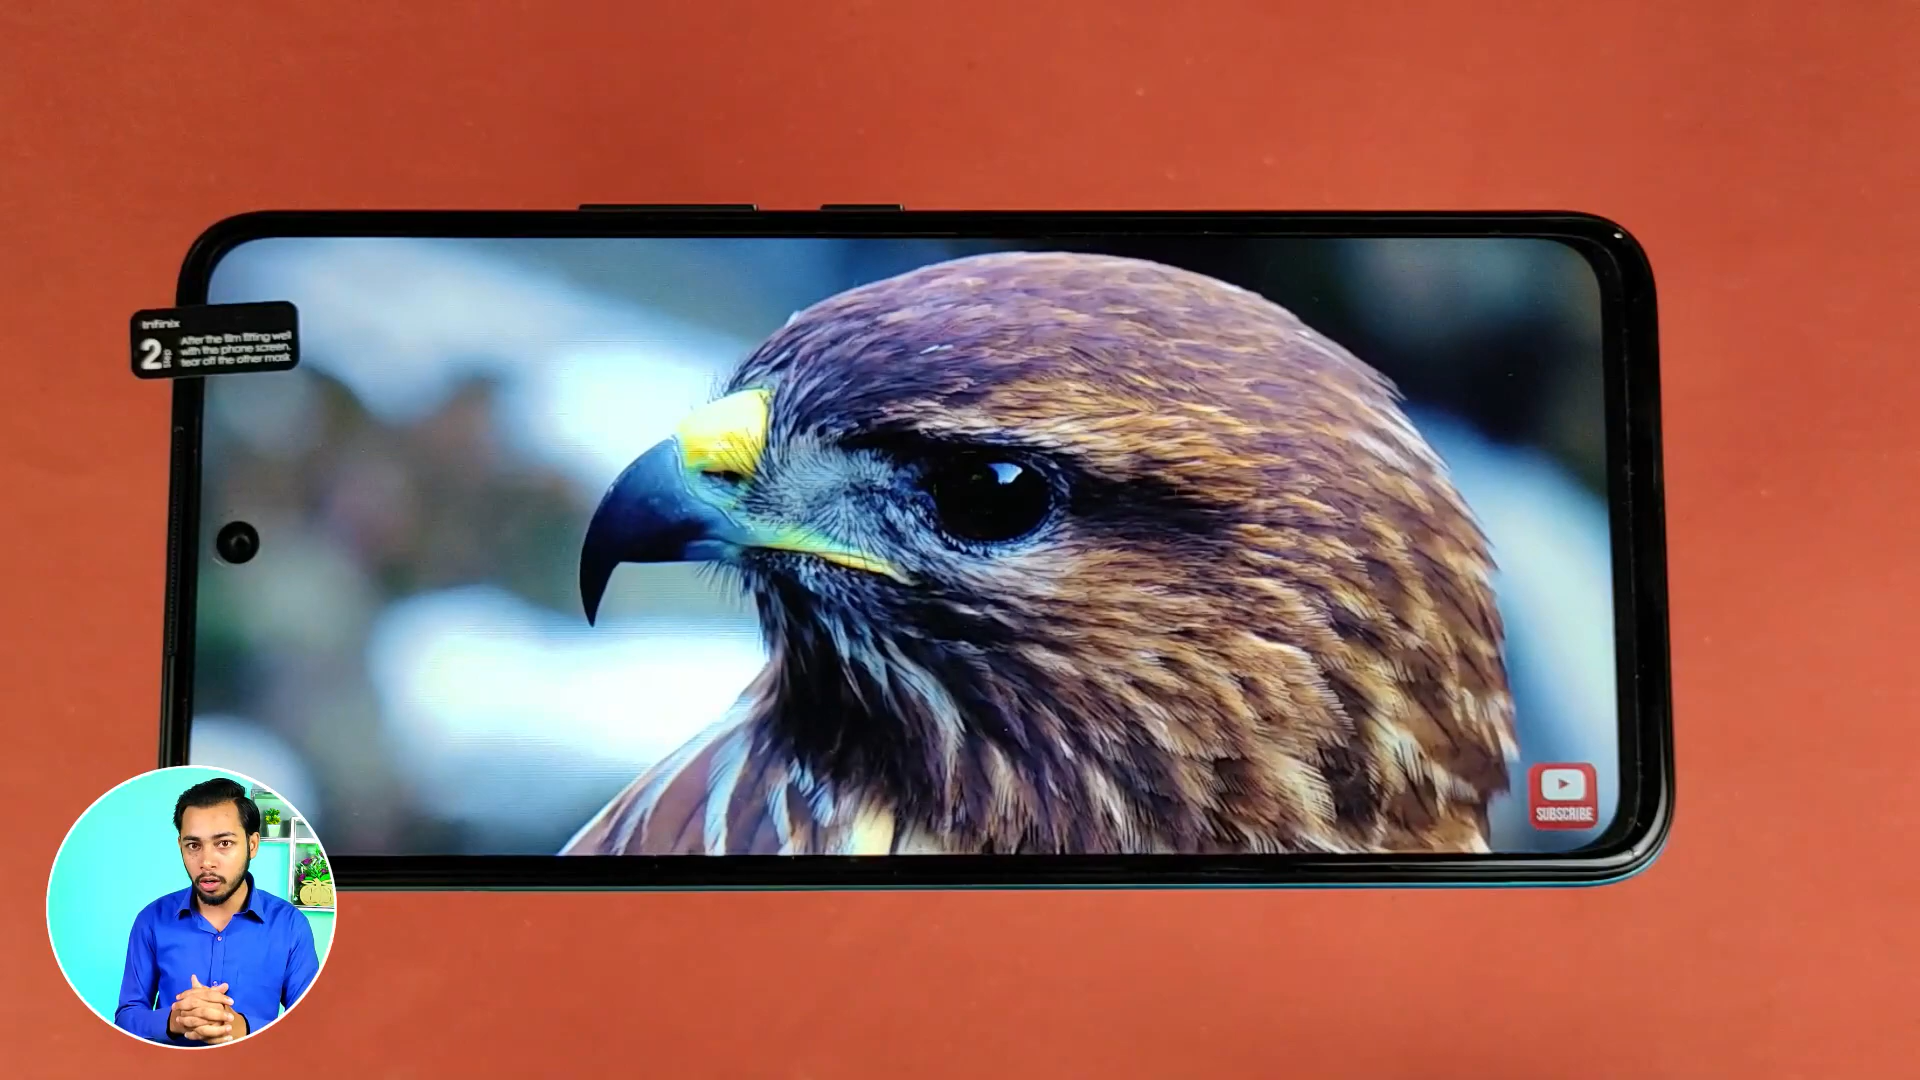 Infinix
2 Step
After the film fitting well
with the phone screen,
tear off the other mask
SUBSCRIBE